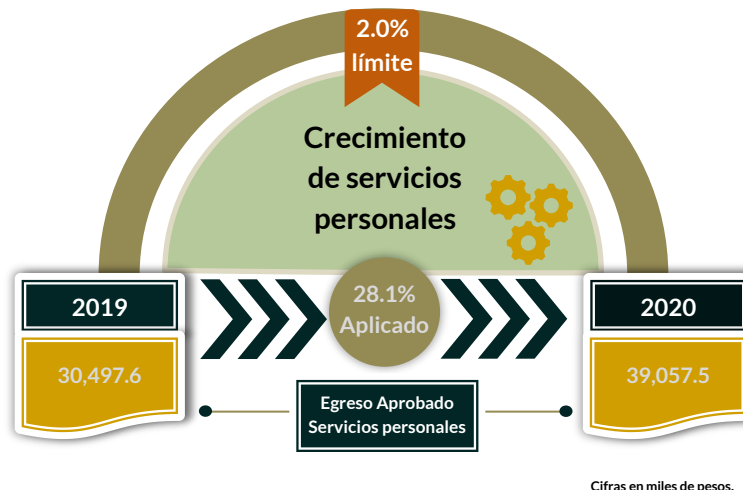 2.0%
límite
Crecimiento
de servicios
personales
2019
28.1%
Aplicado
2020
30,497.6
39,057.5
Egreso Aprobado
Servicios personales
Cifras en miles de pesos.